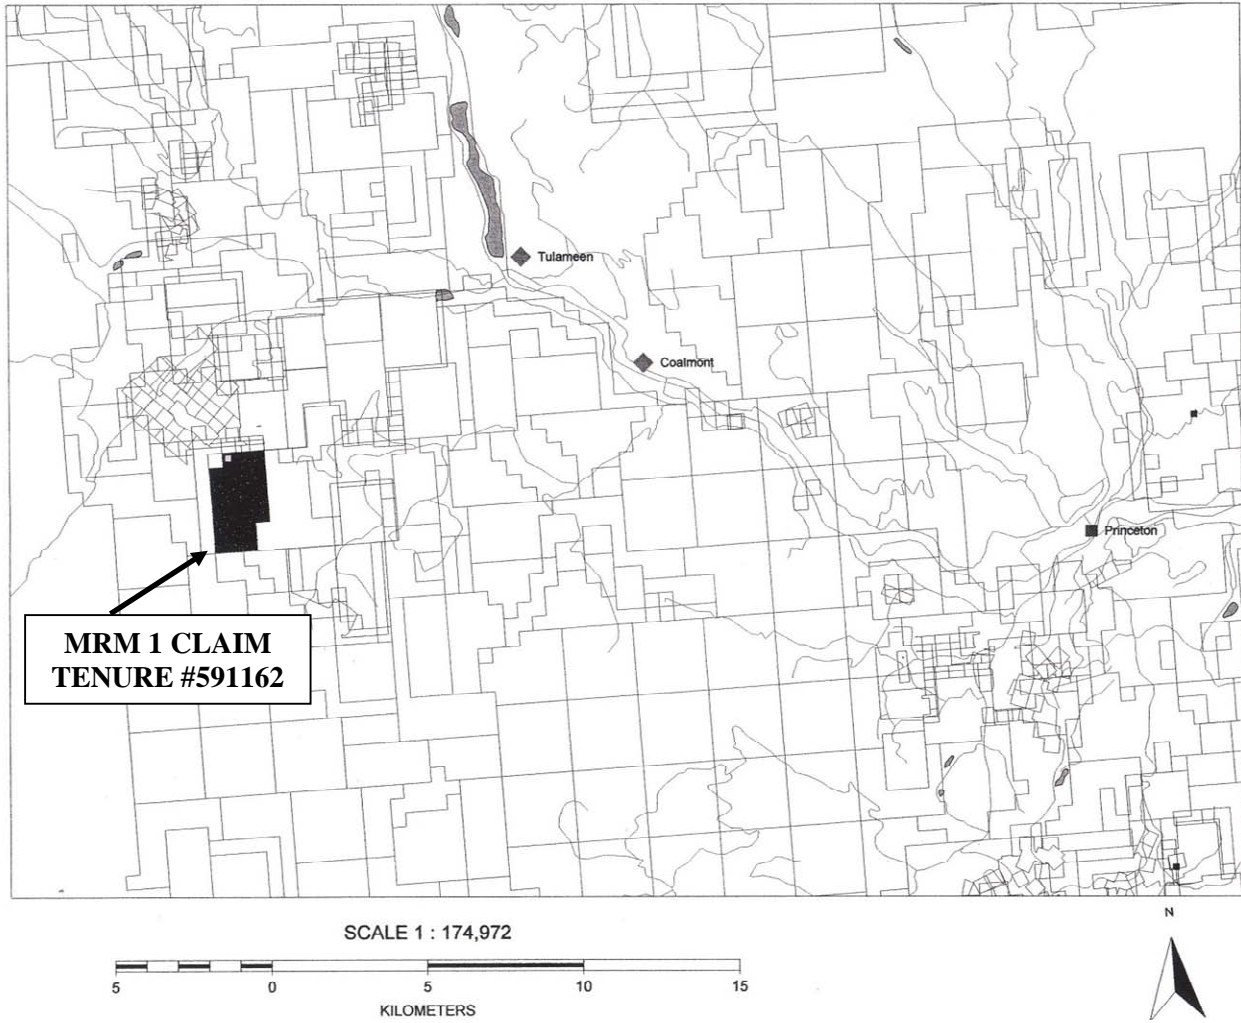 Tulameen
Coalmont
Princeton
MRM 1 CLAIM
TENURE #591162
SCALE 1 : 174,972
5 0 5 10 15
KILOMETERS
N